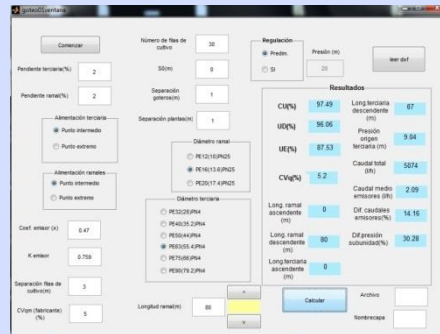 goteo01ventana
Comenzar
Pendiente terciaria(%) 2
Pendiente ramal(%) 2
Alimentación terciaria
Punto intermedio
Punto extremo
Alimentación ramales
Punto intermedio
Punto extremo
Coef. emisor (x) 0.47
K emisor 0.759
Separación filas de cultivo(m) 3
CVqm (fabricante) (%) 5
Número de filas de cultivo 30
S0(m) 0
Separación goteros(m) 1
Separación plantas(m) 1
Diámetro ramal
PE12(10)PN25
PE16(13.6)PN25
PE20(17.4)PN25
Diámetro terciaria
PE32(28)PN4
PE40(35.2)PN4
PE50(44)PN4
PE63(55.4)PN4
PE75(66)PN4
PE90(79.2)PN4
Longitud ramal(m) 80
Regulación
Predim.
SI
Presión (m)
20
leer dxf
Resultados
CU(%) 97.49
UD(%) 96.06
UE(%) 87.53
CVq(%) 5.2
Long. ramal ascendente (m) 0
Long. ramal descendente (m) 80
Long.terciaria ascendente (m) 0
Long.terciaria descendente (m) 87
Presión origen terciaria (m) 9.04
Caudal total (l/h) 5074
Caudal medio emisores (l/h) 2.09
Dif. caudales emisores(%) 14.16
Dif.presión subunidad(%) 30.28
Calcular
Archivo
Nombrecapa